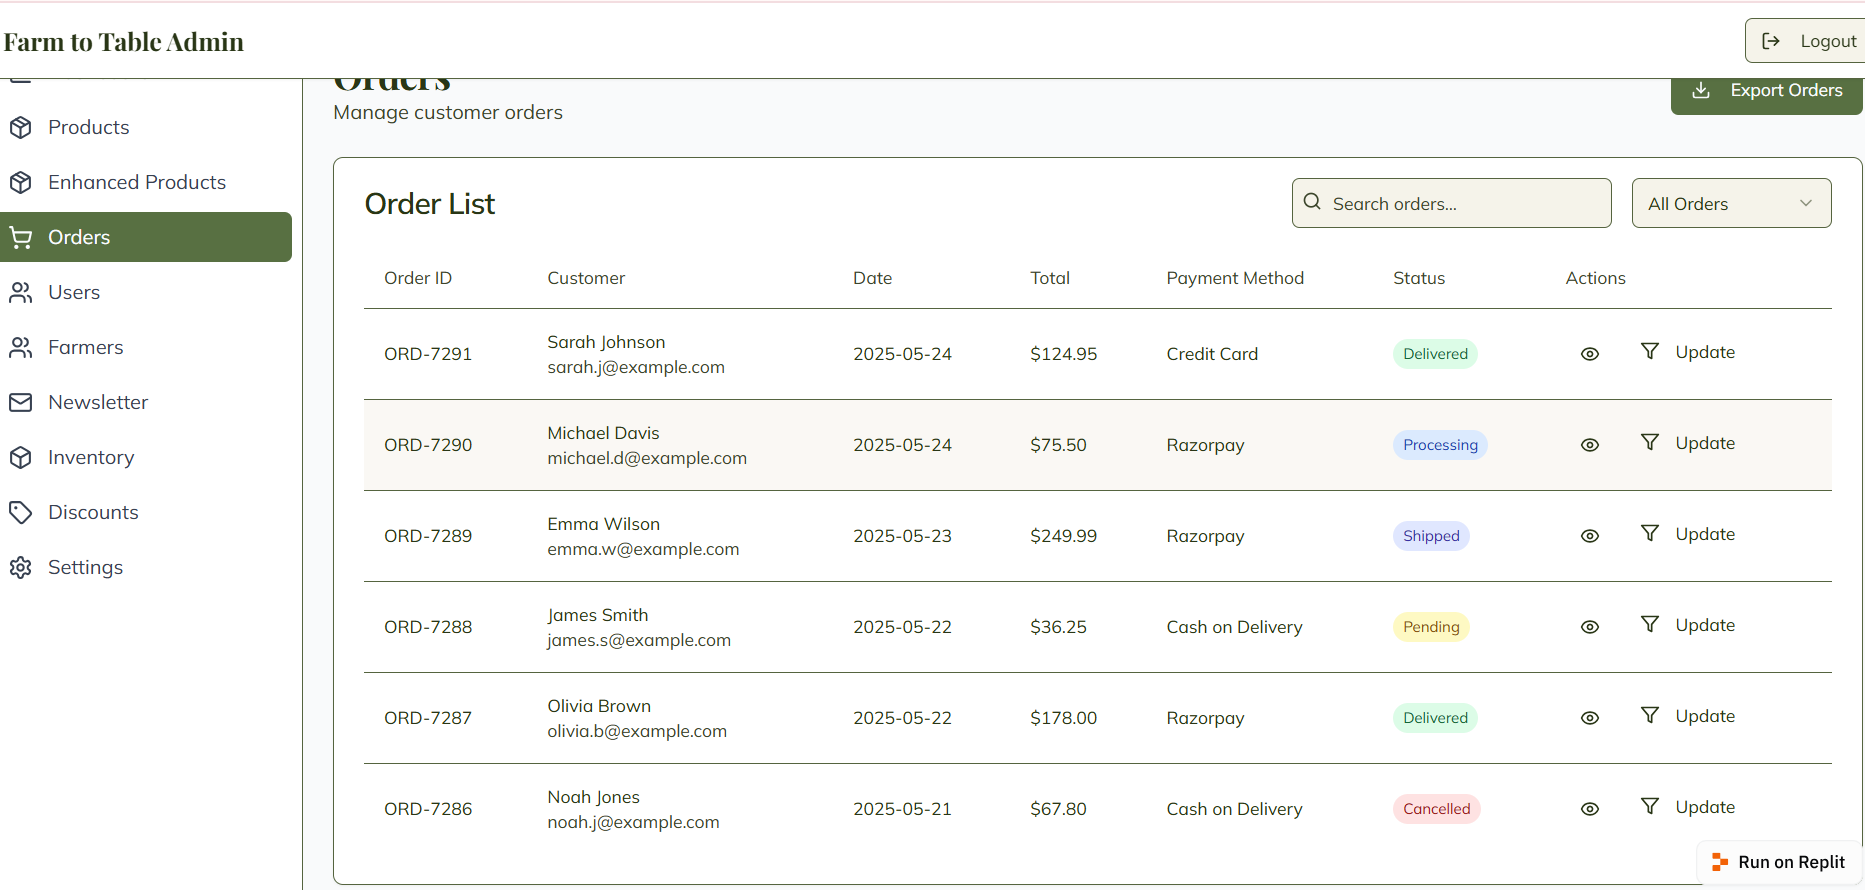 Farm to Table Admin
Logout
Products
Enhanced Products
Orders
Users
Farmers
Newsletter
Inventory
Discounts
Settings
Orders
Manage customer orders
Export Orders
Order List
Search orders...
All Orders
Order ID Customer Date Total Payment Method Status Actions
ORD-7291 Sarah Johnson 2025-05-24 $124.95 Credit Card Delivered Update
sarah.j@example.com
ORD-7290 Michael Davis 2025-05-24 $75.50 Razorpay Processing Update
michael.d@example.com
ORD-7289 Emma Wilson 2025-05-23 $249.99 Razorpay Shipped Update
emma.w@example.com
ORD-7288 James Smith 2025-05-22 $36.25 Cash on Delivery Pending Update
james.s@example.com
ORD-7287 Olivia Brown 2025-05-22 $178.00 Razorpay Delivered Update
olivia.b@example.com
ORD-7286 Noah Jones 2025-05-21 $67.80 Cash on Delivery Cancelled Update
noah.j@example.com
Run on Replit